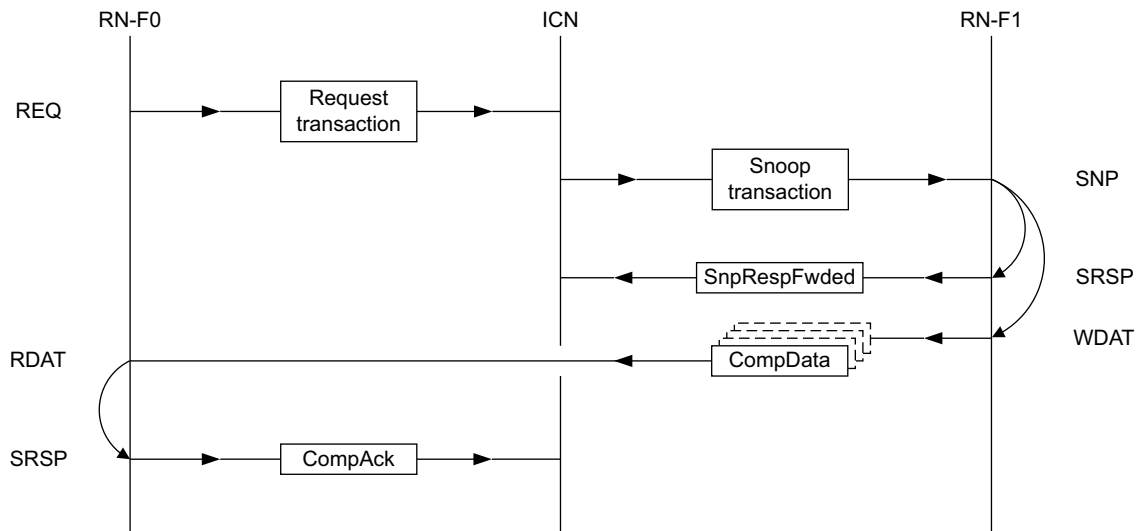 RN-F0
ICN
RN-F1
REQ
Request
transaction
Snoop
transaction
SNP
SnpRespFwded
SRSP
WDAT
RDAT
CompData
SRSP
CompAck